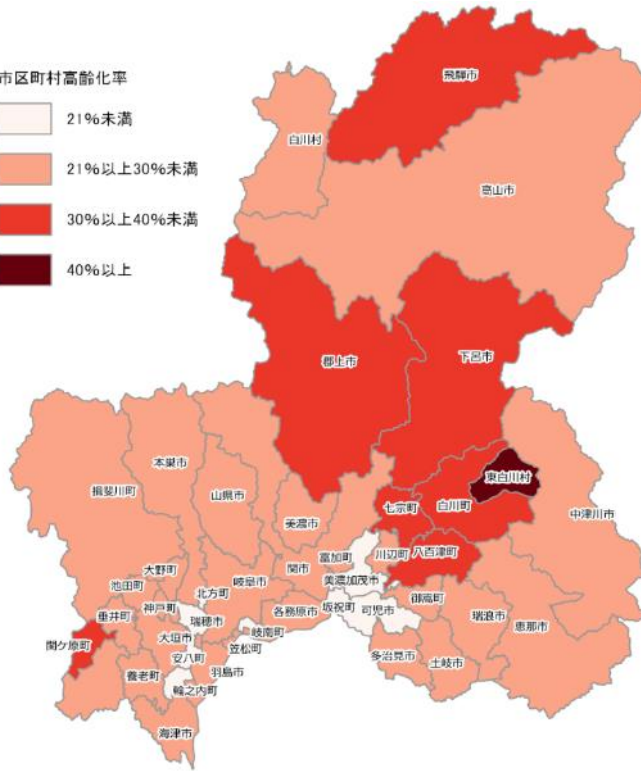 市区町村高齢化率
21%未満
21%以上30%未満
30%以上40%未満
40%以上
飛騨市
白川村
高山市
郡上市
下呂市
東白川村
本巣市
揖斐川町
山県市
七宗町
白川町
中津川市
美濃市
富加町
川辺町
八百津町
大野町
関市
美濃加茂市
池田町
北方町
岐阜市
御嵩町
神戸町
各務原市
坂祝町
可児市
垂井町
瑞穂市
瑞浪市
恵那市
大垣市
岐南町
関ケ原町
笠松町
安八町
多治見市
土岐市
養老町
羽島市
輪之内町
海津市